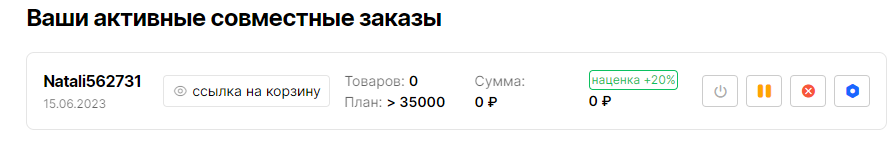 Ваши активные совместные заказы
Natali562731
15.06.2023
ссылка на корзину
Товаров: 0
План: > 35000
Сумма:
0 ₽
наценка +20%
0 ₽